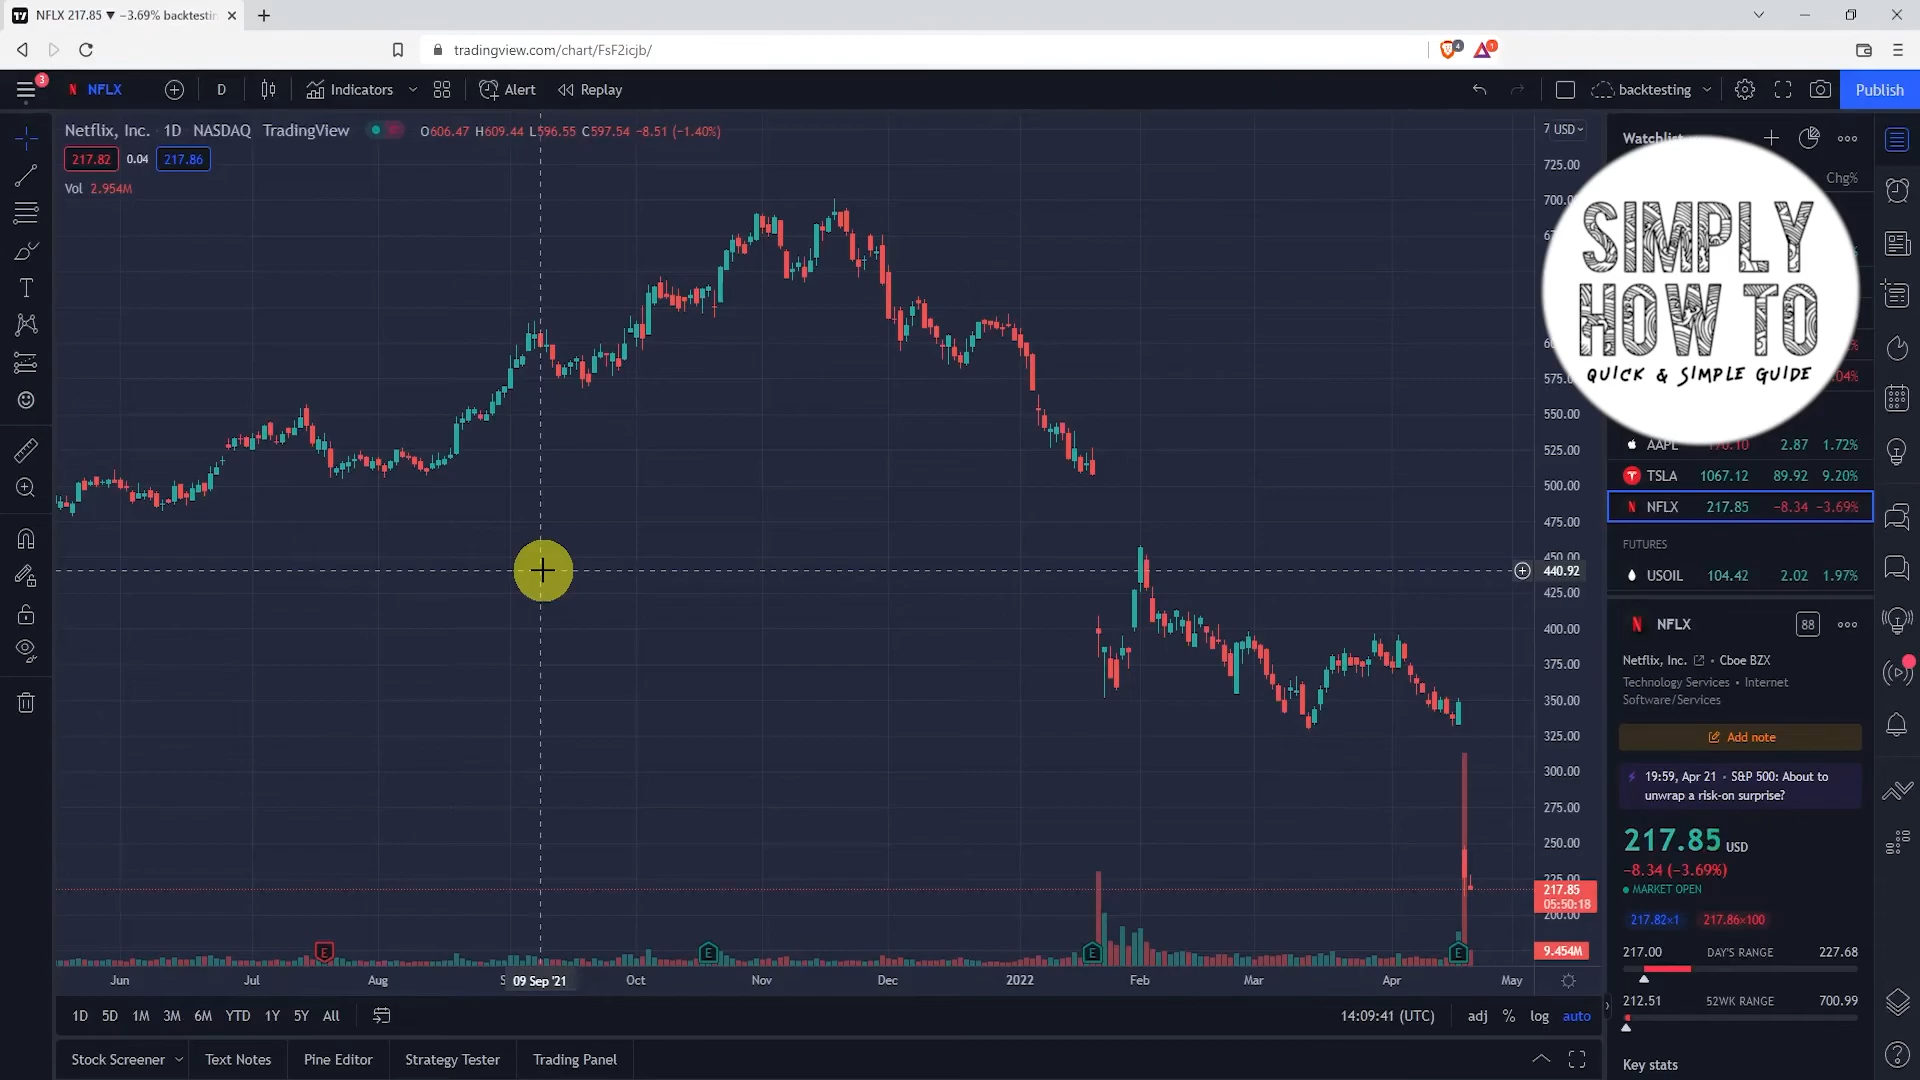 NFLX 217.85 ▼ −3.69% backtestin
tradingview.com/chart/FsF2icjb/
4
1
3
NFLX
D
Indicators
Alert
Replay
backtesting
Publish
Netflix, Inc. 1D NASDAQ TradingView
O606.47 H609.44 L596.55 C597.54 −8.51 (−1.40%)
217.82 0.04 217.86
Vol 2.954M
USD
725.00
575.
550.00
525.00
500.00
475.00
450.00
440.92
425.00
400.00
375.00
350.00
325.00
300.00
275.00
250.00
225.00
217.85
05:50:18
200.00
9.454M
E
E
E
E
Jun
Jul
Aug
09 Sep '21
Oct
Nov
Dec
2022
Feb
Mar
Apr
May
1D 5D 1M 3M 6M YTD 1Y 5Y All
14:09:41 (UTC)
adj % log auto
Stock Screener
Text Notes
Pine Editor
Strategy Tester
Trading Panel
Watchlist
Chg%
SIMPLY
HOW TO
QUICK & SIMPLE GUIDE
AAPL 170.10 2.87 1.72%
TSLA 1067.12 89.92 9.20%
NFLX 217.85 −8.34 −3.69%
FUTURES
USOIL 104.42 2.02 1.97%
NFLX
Netflix, Inc. • Cboe BZX
Technology Services • Internet
Software/Services
Add note
19:59, Apr 21 • S&P 500: About to
unwrap a risk-on surprise?
217.85 USD
−8.34 (−3.69%)
MARKET OPEN
217.82×1 217.86×100
217.00 DAY'S RANGE 227.68
212.51 52WK RANGE 700.99
Key stats